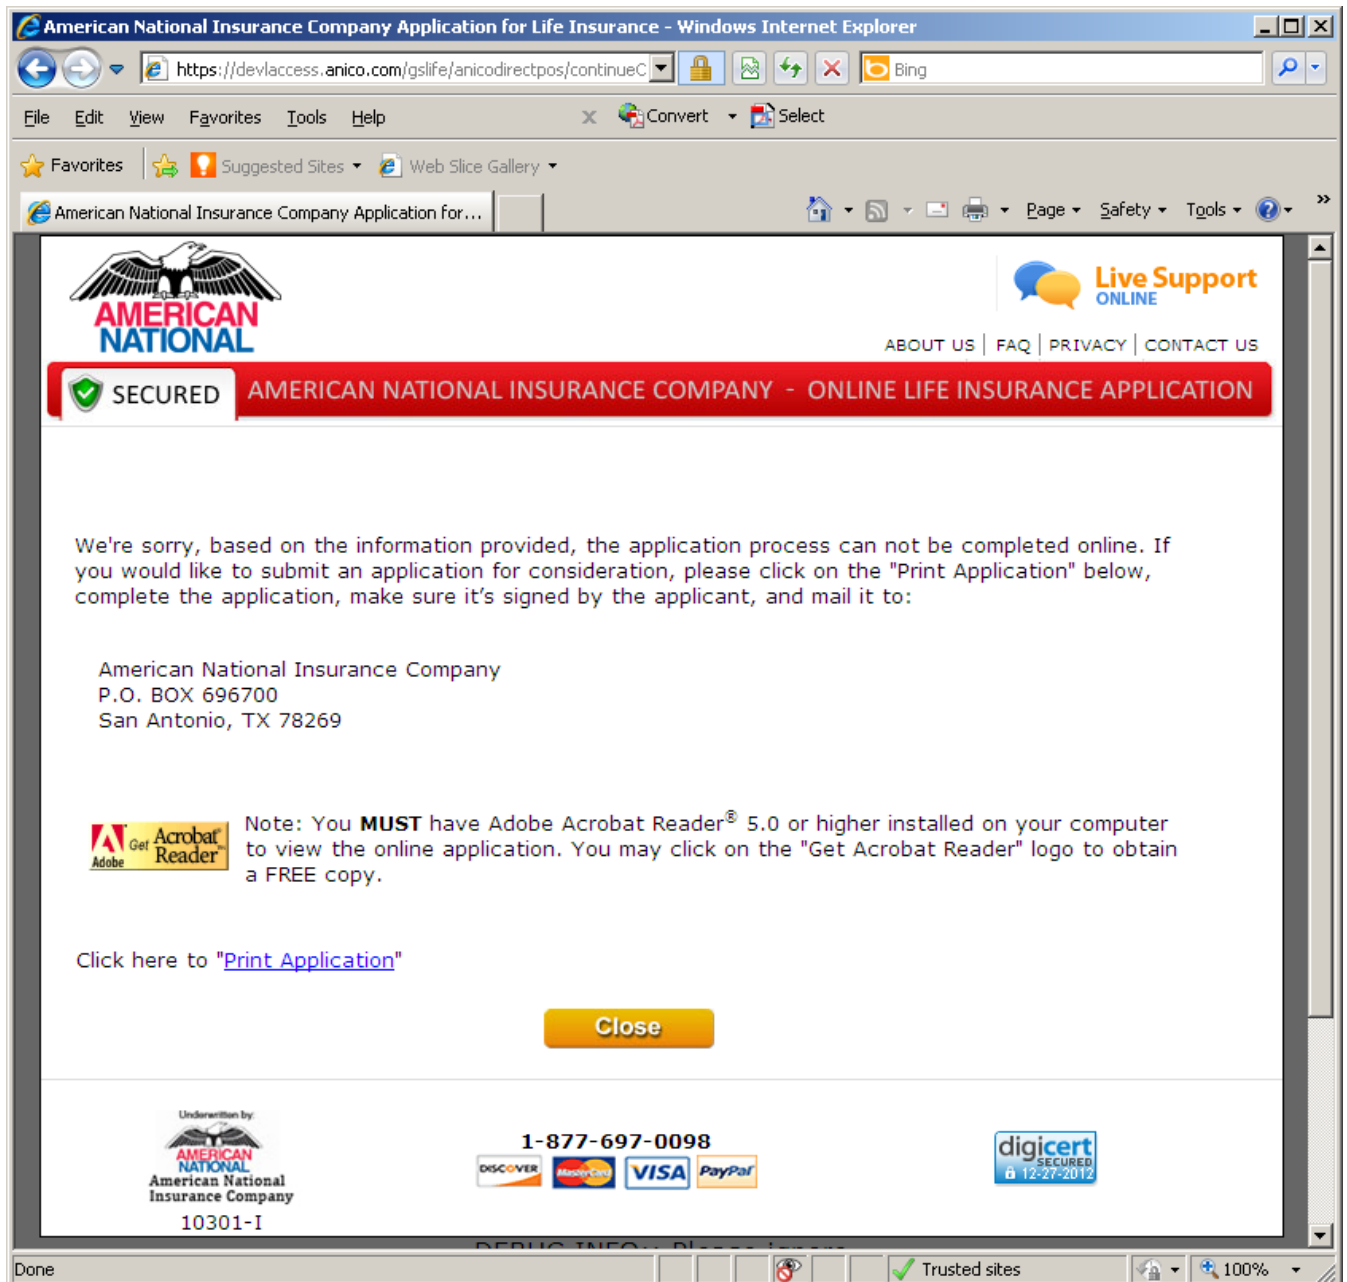 American National Insurance Company Application for Life Insurance - Windows Internet Explorer
https://devlaccess.anico.com/gslife/anicodirectpos/continueC
Bing
File Edit View Favorites Tools Help
x Convert Select
Favorites Suggested Sites Web Slice Gallery
American National Insurance Company Application for...
Page Safety Tools »
AMERICAN
NATIONAL
Live Support
ONLINE
ABOUT US | FAQ | PRIVACY | CONTACT US
SECURED AMERICAN NATIONAL INSURANCE COMPANY - ONLINE LIFE INSURANCE APPLICATION
We're sorry, based on the information provided, the application process can not be completed online. If
you would like to submit an application for consideration, please click on the "Print Application" below,
complete the application, make sure it's signed by the applicant, and mail it to:
American National Insurance Company
P.O. BOX 696700
San Antonio, TX 78269
Adobe Get Acrobat Reader
Note: You MUST have Adobe Acrobat Reader® 5.0 or higher installed on your computer
to view the online application. You may click on the "Get Acrobat Reader" logo to obtain
a FREE copy.
Click here to "Print Application"
Close
Underwritten by:
AMERICAN
NATIONAL
American National
Insurance Company
10301-I
1-877-697-0098
DISCOVER MasterCard VISA PayPal
digicert
SECURED
12-27-2012
DEBUG INFO:: Please ignore
Done Trusted sites 100%